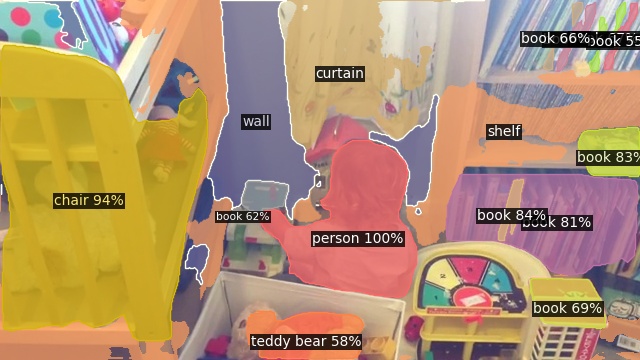 book 66%
book 55
curtain
wall
shelf
book 83%
chair 94%
book 62%
book 84%
book 81%
person 100%
book 69%
teddy bear 58%